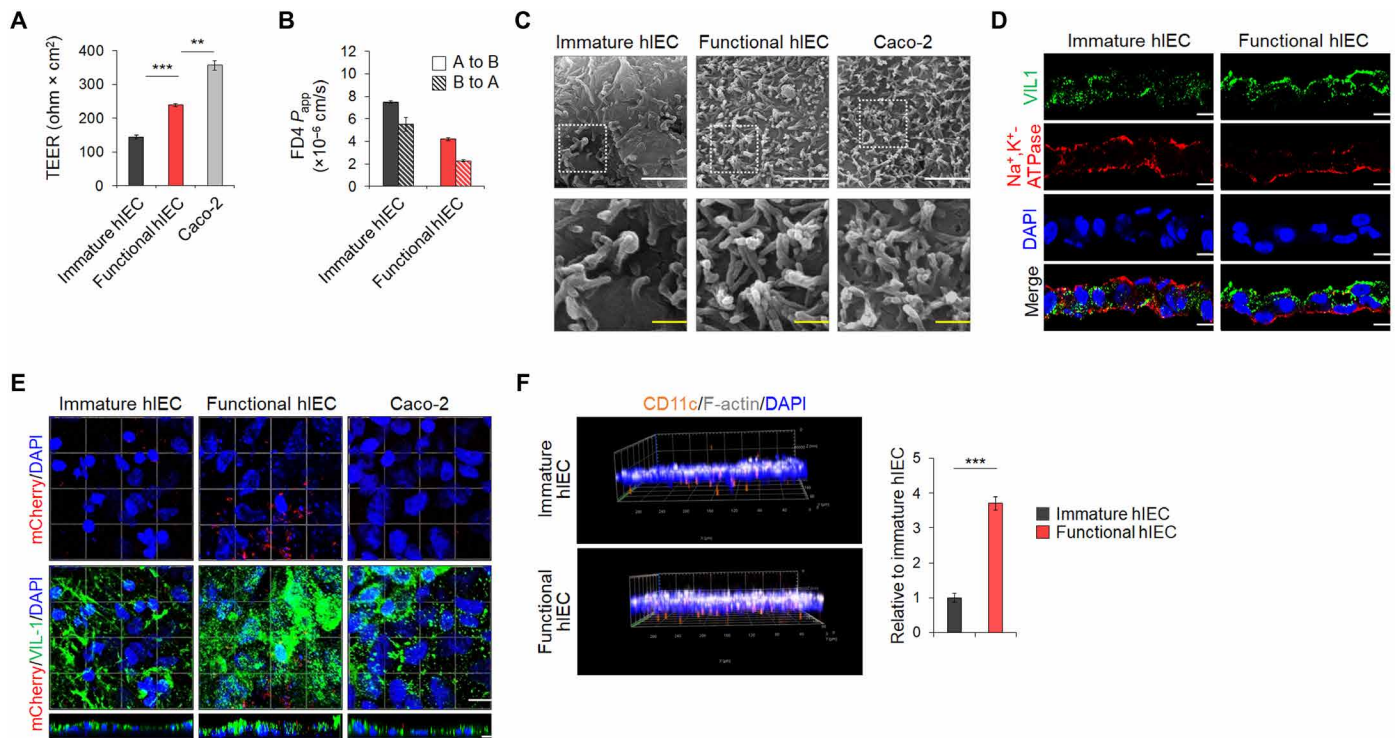 A
TEER (ohm × cm²)
400
300
200
100
0
***
**
Immature hIEC
Functional hIEC
Caco-2
B
FD4 Papp
(×10⁻⁶ cm/s)
12
10
8
6
4
2
0
A to B
B to A
Immature hIEC
Functional hIEC
C
Immature hIEC
Functional hIEC
Caco-2
D
Immature hIEC
Functional hIEC
VIL1
Na⁺,K⁺-
ATPase
DAPI
Merge
E
Immature hIEC
Functional hIEC
Caco-2
mCherry/DAPI
mCherry/VIL-1/DAPI
F
CD11c/F-actin/DAPI
Immature
hIEC
Functional
hIEC
Relative to immature hIEC
5
4
3
2
1
0
***
Immature hIEC
Functional hIEC